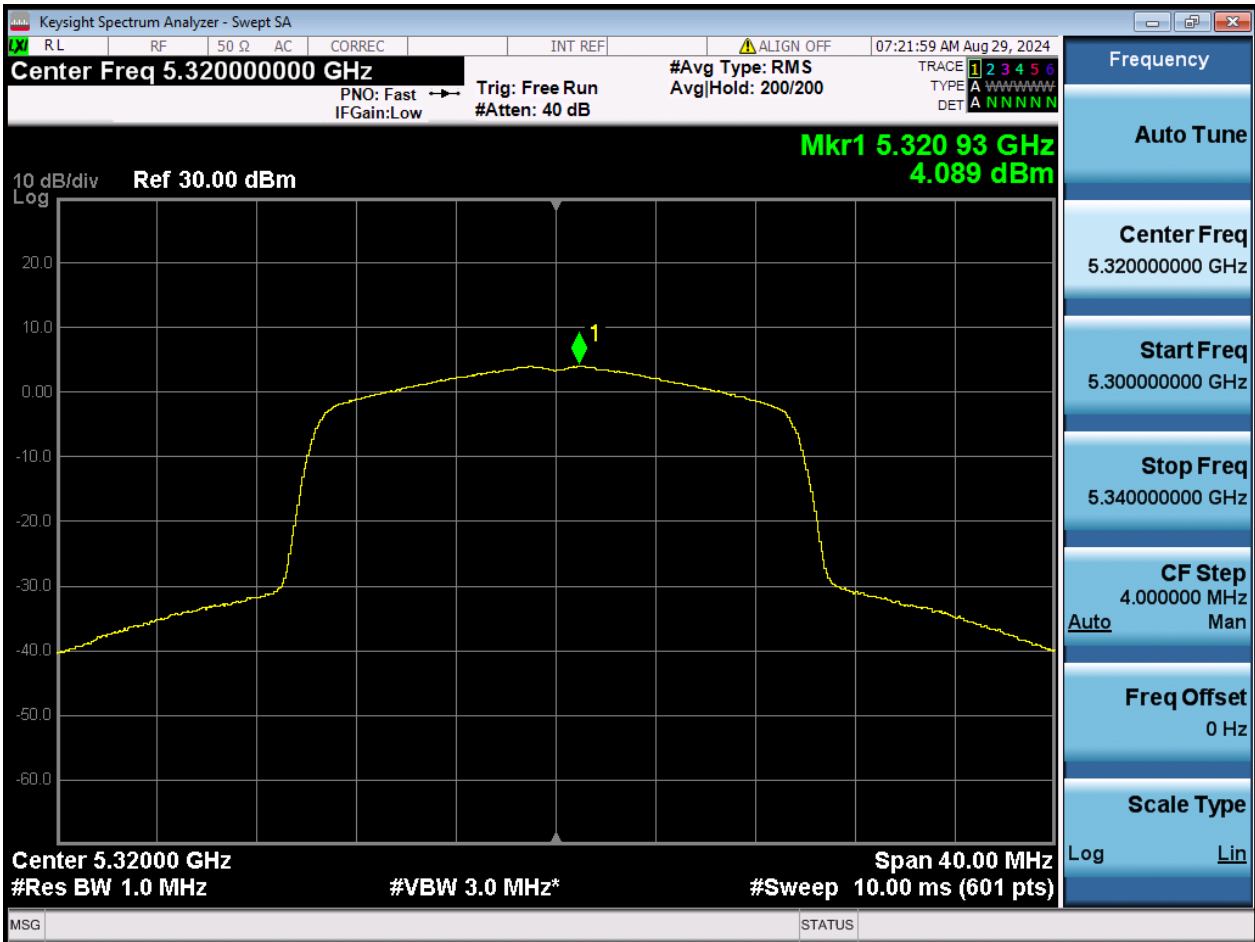 Keysight Spectrum Analyzer - Swept SA
LXI RL RF 50 Ω AC CORREC INT REF ALIGN OFF 07:21:59 AM Aug 29, 2024
Center Freq 5.320000000 GHz
PNO: Fast
IFGain:Low
Trig: Free Run
#Atten: 40 dB
#Avg Type: RMS
Avg|Hold: 200/200
TRACE 1 2 3 4 5 6
TYPE A WWWWW
DET A N N N N N
Mkr1 5.320 93 GHz
4.089 dBm
10 dB/div Ref 30.00 dBm
Log
20.0
10.0
1
0.00
-10.0
-20.0
-30.0
-40.0
-50.0
-60.0
Center 5.32000 GHz Span 40.00 MHz
#Res BW 1.0 MHz #VBW 3.0 MHz* #Sweep 10.00 ms (601 pts)
MSG STATUS
Frequency
Auto Tune
Center Freq
5.320000000 GHz
Start Freq
5.300000000 GHz
Stop Freq
5.340000000 GHz
CF Step
4.000000 MHz
Auto Man
Freq Offset
0 Hz
Scale Type
Log Lin